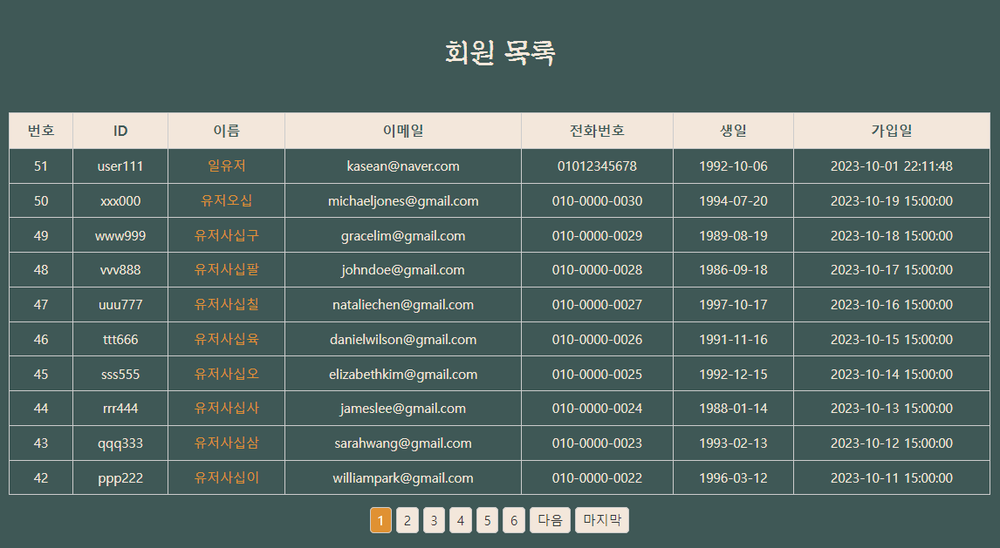 회원 목록
번호 ID 이름 이메일 전화번호 생일 가입일
51 user111 일유저 kasean@naver.com 01012345678 1992-10-06 2023-10-01 22:11:48
50 xxx000 유저오십 michaeljones@gmail.com 010-0000-0030 1994-07-20 2023-10-19 15:00:00
49 www999 유저사십구 gracelim@gmail.com 010-0000-0029 1989-08-19 2023-10-18 15:00:00
48 vvv888 유저사십팔 johndoe@gmail.com 010-0000-0028 1986-09-18 2023-10-17 15:00:00
47 uuu777 유저사십칠 nataliechen@gmail.com 010-0000-0027 1997-10-17 2023-10-16 15:00:00
46 ttt666 유저사십육 danielwilson@gmail.com 010-0000-0026 1991-11-16 2023-10-15 15:00:00
45 sss555 유저사십오 elizabethkim@gmail.com 010-0000-0025 1992-12-15 2023-10-14 15:00:00
44 rrr444 유저사십사 jameslee@gmail.com 010-0000-0024 1988-01-14 2023-10-13 15:00:00
43 qqq333 유저사십삼 sarahwang@gmail.com 010-0000-0023 1993-02-13 2023-10-12 15:00:00
42 ppp222 유저사십이 williampark@gmail.com 010-0000-0022 1996-03-12 2023-10-11 15:00:00
1 2 3 4 5 6 다음 마지막